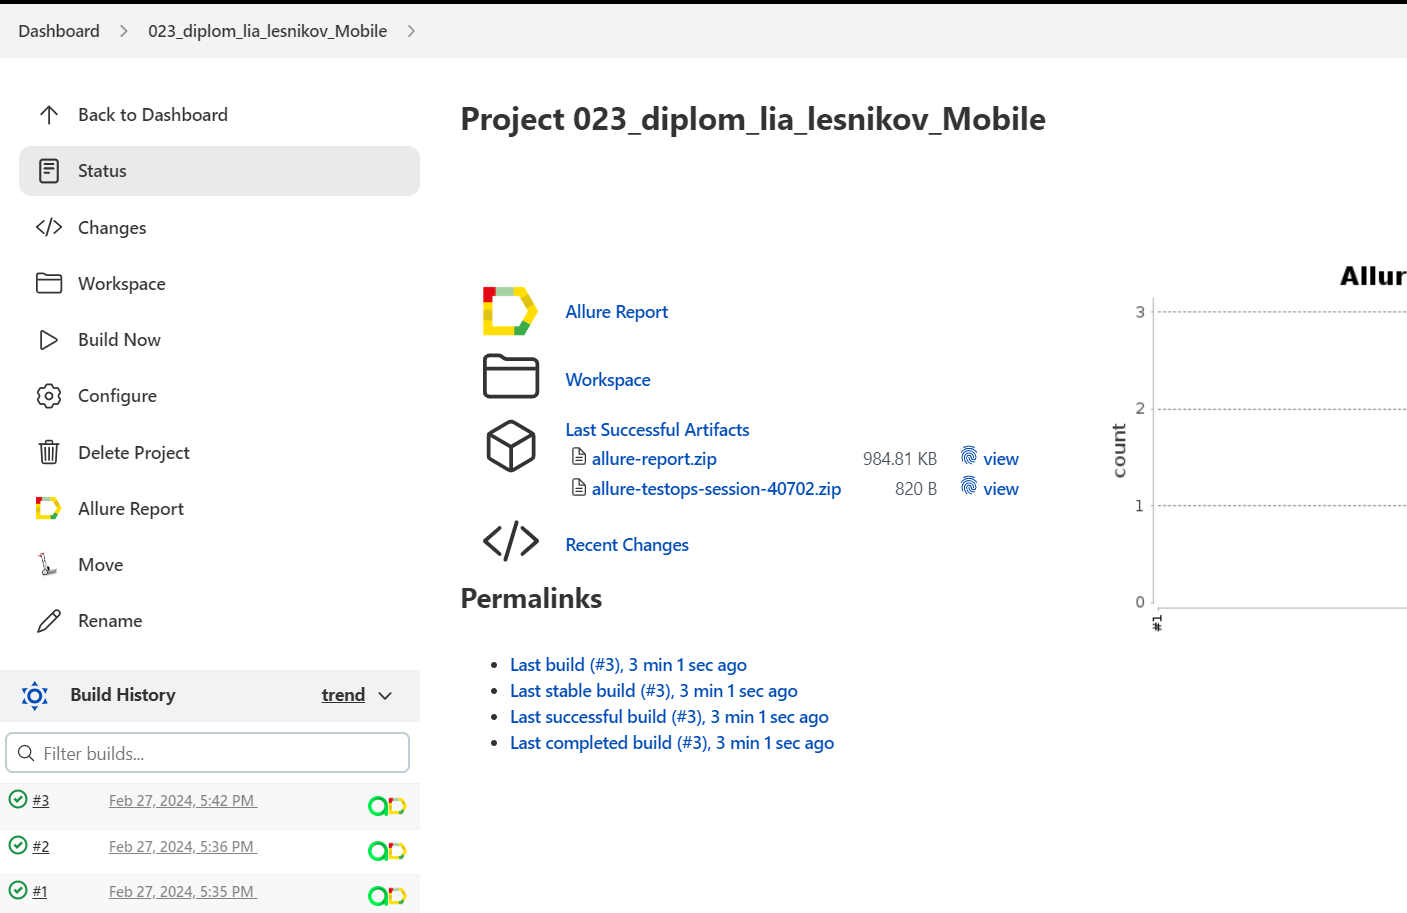 Dashboard
023_diplom_lia_lesnikov_Mobile
Back to Dashboard
Status
Changes
Workspace
Build Now
Configure
Delete Project
Allure Report
Move
Rename
Build History
trend
Filter builds...
#3 Feb 27, 2024, 5:42 PM
#2 Feb 27, 2024, 5:36 PM
#1 Feb 27, 2024, 5:35 PM
Project 023_diplom_lia_lesnikov_Mobile
Allure Report
Workspace
Last Successful Artifacts
allure-report.zip 984.81 KB view
allure-testops-session-40702.zip 820 B view
Recent Changes
Permalinks
Last build (#3), 3 min 1 sec ago
Last stable build (#3), 3 min 1 sec ago
Last successful build (#3), 3 min 1 sec ago
Last completed build (#3), 3 min 1 sec ago
Allur
count
3
2
1
0
#1